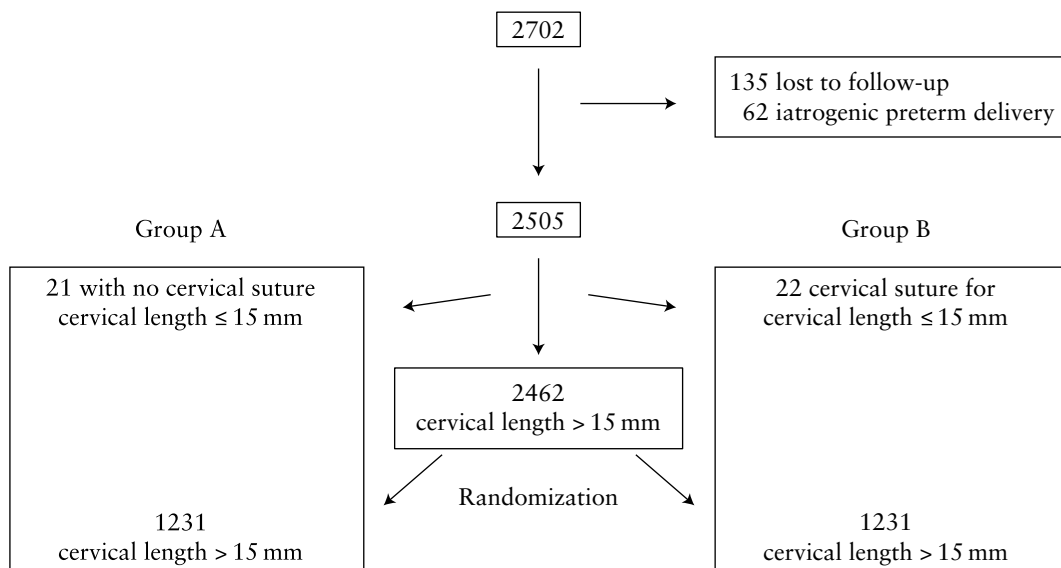 2702
135 lost to follow-up
62 iatrogenic preterm delivery
2505
Group A
Group B
21 with no cervical suture
cervical length ≤ 15 mm
22 cervical suture for
cervical length ≤ 15 mm
2462
cervical length > 15 mm
Randomization
1231
cervical length > 15 mm
1231
cervical length > 15 mm